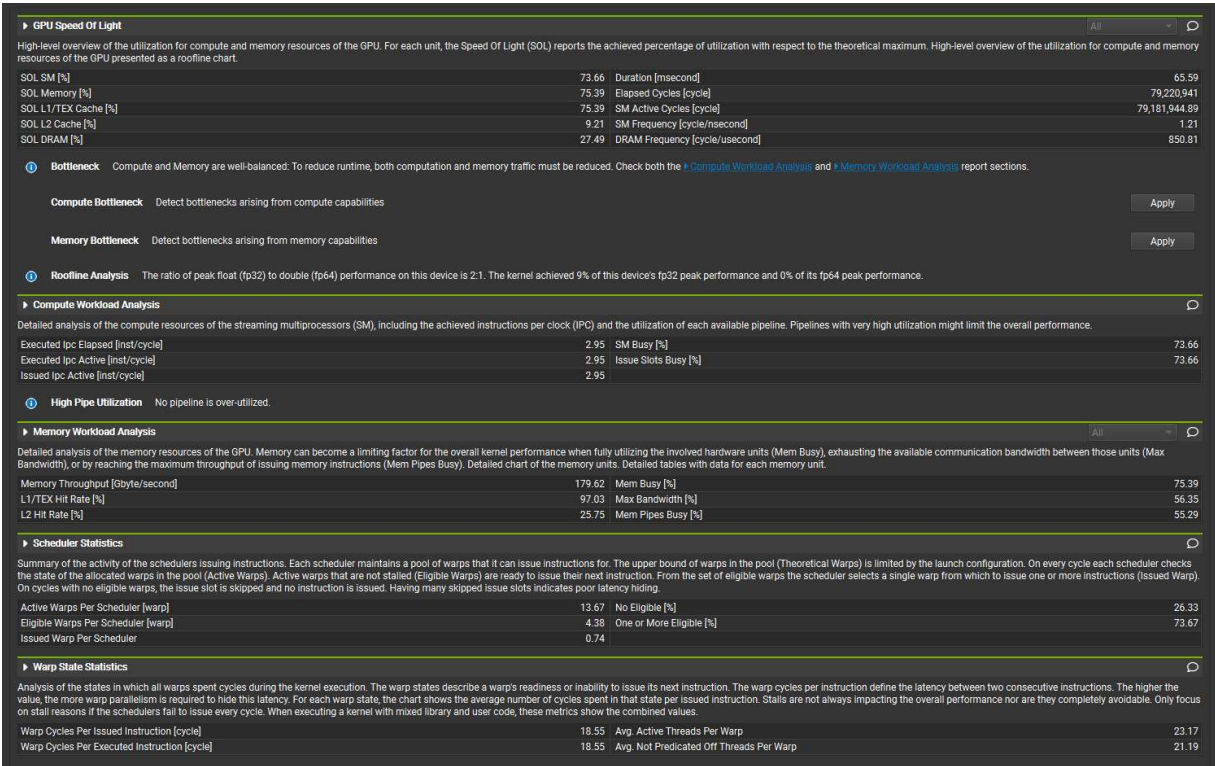 GPU Speed Of Light
All
High-level overview of the utilization for compute and memory resources of the GPU. For each unit, the Speed Of Light (SOL) reports the achieved percentage of utilization with respect to the theoretical maximum. High-level overview of the utilization for compute and memory
resources of the GPU presented as a roofline chart.
SOL SM [%] 73.66 Duration [msecond] 65.59
SOL Memory [%] 75.39 Elapsed Cycles [cycle] 79,220,941
SOL L1/TEX Cache [%] 75.39 SM Active Cycles [cycle] 79,181,944.89
SOL L2 Cache [%] 9.21 SM Frequency [cycle/nsecond] 1.21
SOL DRAM [%] 27.49 DRAM Frequency [cycle/usecond] 850.81
Bottleneck Compute and Memory are well-balanced: To reduce runtime, both computation and memory traffic must be reduced. Check both the Compute Workload Analysis and Memory Workload Analysis report sections.
Compute Bottleneck Detect bottlenecks arising from compute capabilities Apply
Memory Bottleneck Detect bottlenecks arising from memory capabilities Apply
Roofline Analysis The ratio of peak float (fp32) to double (fp64) performance on this device is 2:1. The kernel achieved 9% of this device's fp32 peak performance and 0% of its fp64 peak performance.
Compute Workload Analysis
Detailed analysis of the compute resources of the streaming multiprocessors (SM), including the achieved instructions per clock (IPC) and the utilization of each available pipeline. Pipelines with very high utilization might limit the overall performance.
Executed Ipc Elapsed [inst/cycle] 2.95 SM Busy [%] 73.66
Executed Ipc Active [inst/cycle] 2.95 Issue Slots Busy [%] 73.66
Issued Ipc Active [inst/cycle] 2.95
High Pipe Utilization No pipeline is over-utilized.
Memory Workload Analysis
All
Detailed analysis of the memory resources of the GPU. Memory can become a limiting factor for the overall kernel performance when fully utilizing the involved hardware units (Mem Busy), exhausting the available communication bandwidth between those units (Max
Bandwidth), or by reaching the maximum throughput of issuing memory instructions (Mem Pipes Busy). Detailed chart of the memory units. Detailed tables with data for each memory unit.
Memory Throughput [Gbyte/second] 179.62 Mem Busy [%] 75.39
L1/TEX Hit Rate [%] 97.03 Max Bandwidth [%] 56.35
L2 Hit Rate [%] 25.75 Mem Pipes Busy [%] 55.29
Scheduler Statistics
Summary of the activity of the schedulers issuing instructions. Each scheduler maintains a pool of warps that it can issue instructions for. The upper bound of warps in the pool (Theoretical Warps) is limited by the launch configuration. On every cycle each scheduler checks
the state of the allocated warps in the pool (Active Warps). Active warps that are not stalled (Eligible Warps) are ready to issue their next instruction. From the set of eligible warps the scheduler selects a single warp from which to issue one or more instructions (Issued Warp).
On cycles with no eligible warps, the issue slot is skipped and no instruction is issued. Having many skipped issue slots indicates poor latency hiding.
Active Warps Per Scheduler [warp] 13.67 No Eligible [%] 26.33
Eligible Warps Per Scheduler [warp] 4.38 One or More Eligible [%] 73.67
Issued Warp Per Scheduler 0.74
Warp State Statistics
Analysis of the states in which all warps spent cycles during the kernel execution. The warp states describe a warp's readiness or inability to issue its next instruction. The warp cycles per instruction define the latency between two consecutive instructions. The higher the
value, the more warp parallelism is required to hide this latency. For each warp state, the chart shows the average number of cycles spent in that state per issued instruction. Stalls are not always impacting the overall performance nor are they completely avoidable. Only focus
on stall reasons if the schedulers fail to issue every cycle. When executing a kernel with mixed library and user code, these metrics show the combined values.
Warp Cycles Per Issued Instruction [cycle] 18.55 Avg. Active Threads Per Warp 23.17
Warp Cycles Per Executed Instruction [cycle] 18.55 Avg. Not Predicated Off Threads Per Warp 21.19